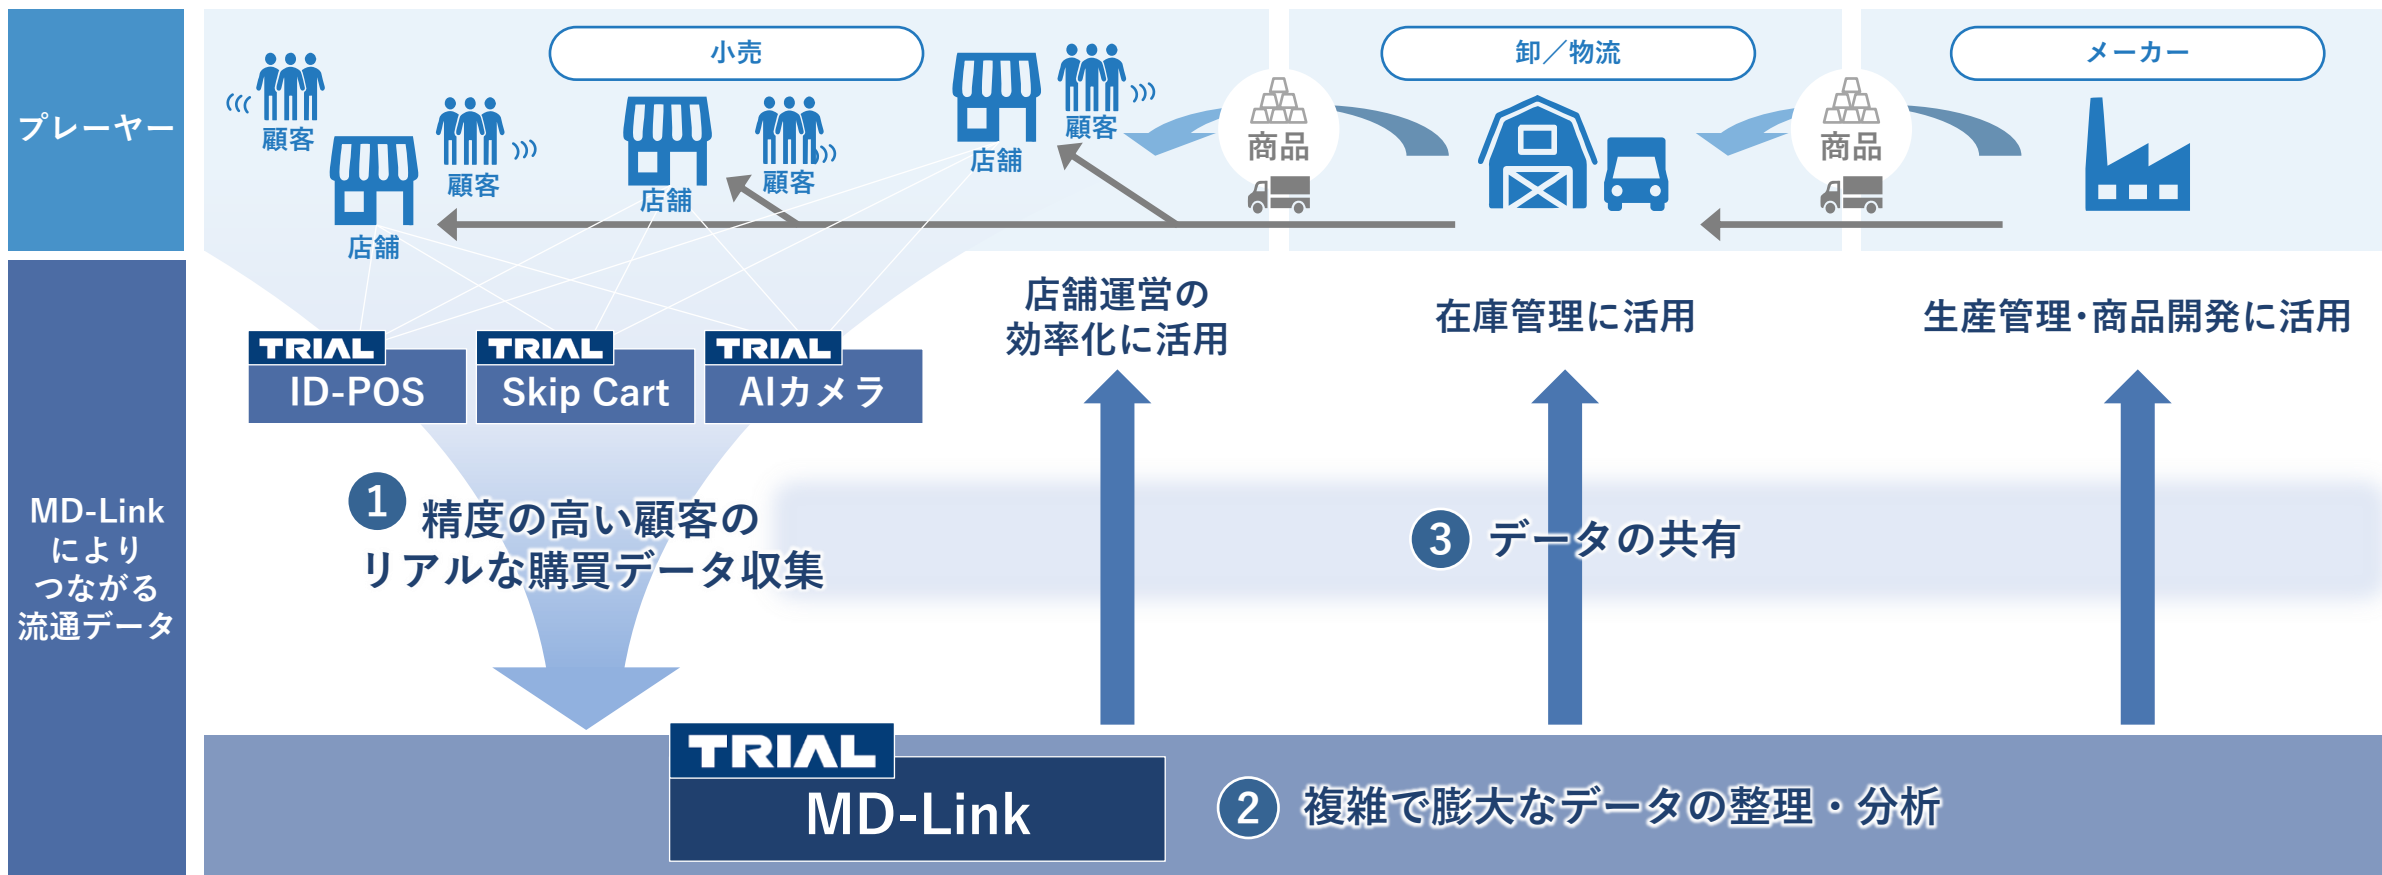 プレーヤー
小売
卸／物流
メーカー
顧客
店舗
顧客
店舗
顧客
店舗
顧客
商品
商品
MD-Link
により
つながる
流通データ
TRIAL
ID-POS
TRIAL
Skip Cart
TRIAL
AIカメラ
店舗運営の
効率化に活用
在庫管理に活用
生産管理・商品開発に活用
1 精度の高い顧客の
リアルな購買データ収集
3 データの共有
TRIAL
MD-Link
2 複雑で膨大なデータの整理・分析